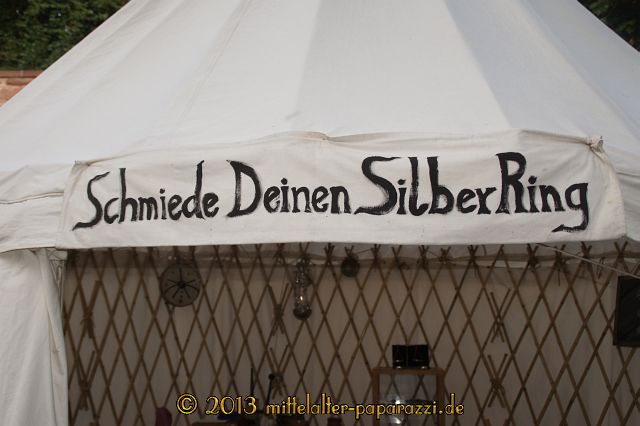 Schmiede Deinen SilberRing
© 2013 mittelalter-paparazzi.de